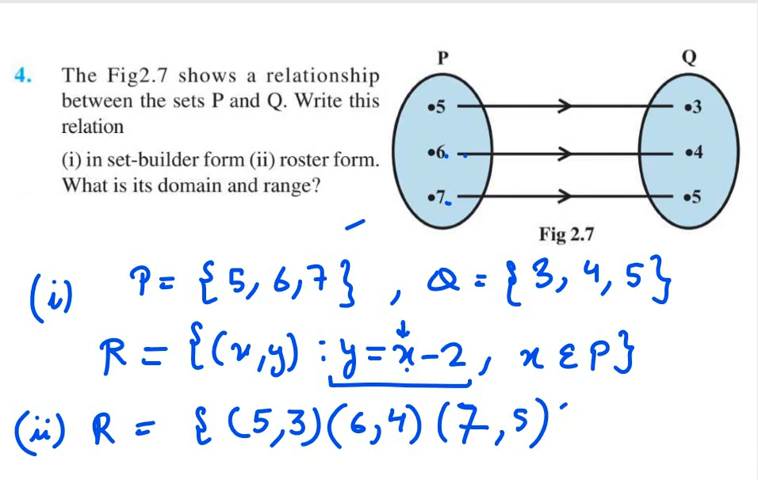 4. The Fig2.7 shows a relationship
between the sets P and Q. Write this
relation
(i) in set-builder form (ii) roster form.
What is its domain and range?
P Q
•5 •3
•6 •4
•7 •5
Fig 2.7
(i) P = {5, 6, 7} , Q = {3, 4, 5}
R = {(x, y) : y = x - 2, x ε P}
(ii) R = { (5,3)(6,4)(7,5)